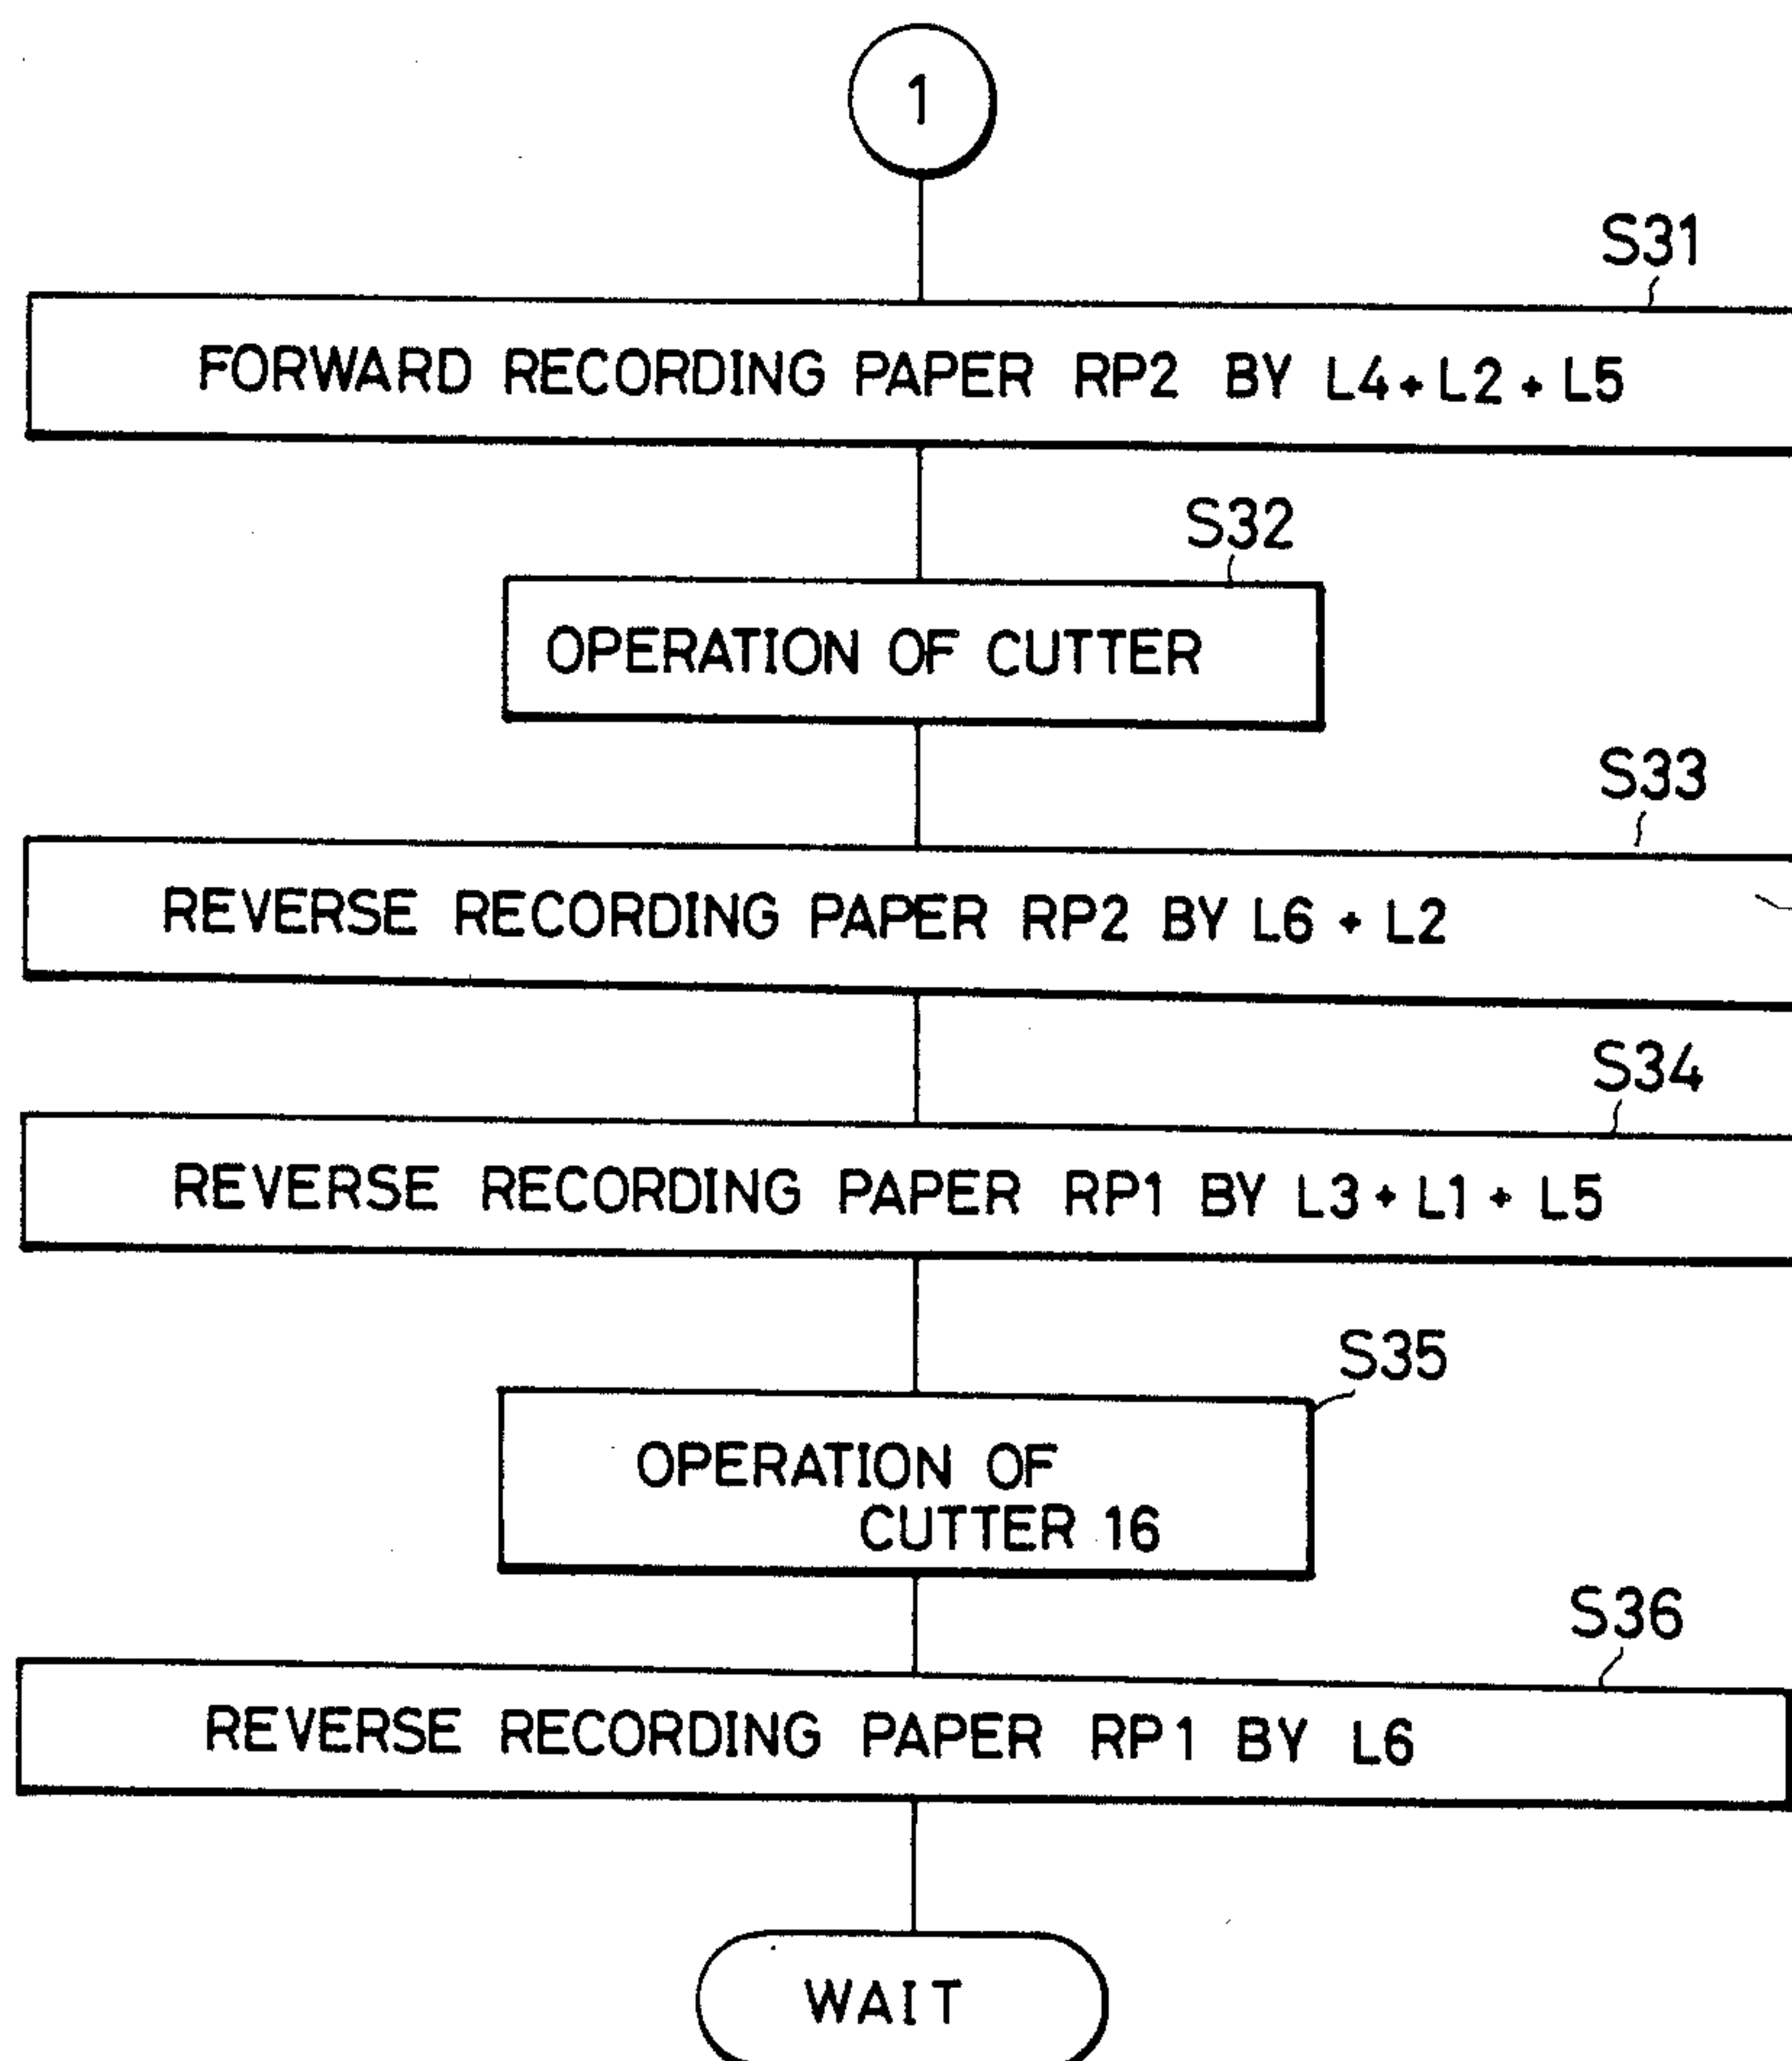 1
S31
FORWARD RECORDING PAPER RP2 BY L4+L2+L5
S32
OPERATION OF CUTTER
S33
REVERSE RECORDING PAPER RP2 BY L6+L2
S34
REVERSE RECORDING PAPER RP1 BY L3+L1+L5
S35
OPERATION OF
CUTTER 16
S36
REVERSE RECORDING PAPER RP1 BY L6
WAIT